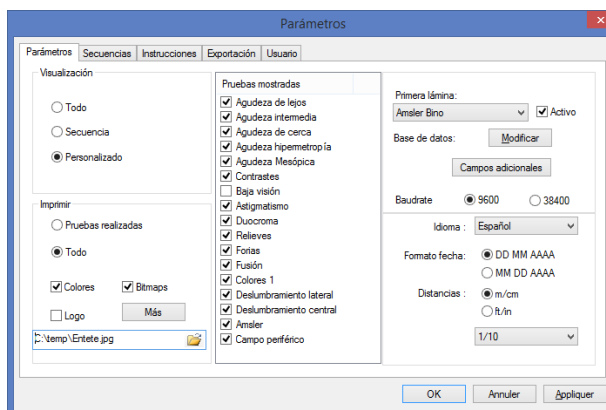 Parámetros
Parámetros Secuencias Instrucciones Exportación Usuario
Visualización
Todo
Secuencia
Personalizado
Imprimir
Pruebas realizadas
Todo
Colores Bitmaps
Logo Más
C:\temp\Entete.jpg
Pruebas mostradas
Agudeza de lejos
Agudeza intermedia
Agudeza de cerca
Agudeza hipermetropía
Agudeza Mesópica
Contrastes
Baja visión
Astigmatismo
Duocroma
Relieves
Forias
Fusión
Colores 1
Deslumbramiento lateral
Deslumbramiento central
Amsler
Campo periférico
Primera lámina:
Amsler Bino Activo
Base de datos: Modificar
Campos adicionales
Baudrate 9600 38400
Idioma : Español
Formato fecha: DD MM AAAA
MM DD AAAA
Distancias : m/cm
ft/in
1/10
OK Annuler Appliquer